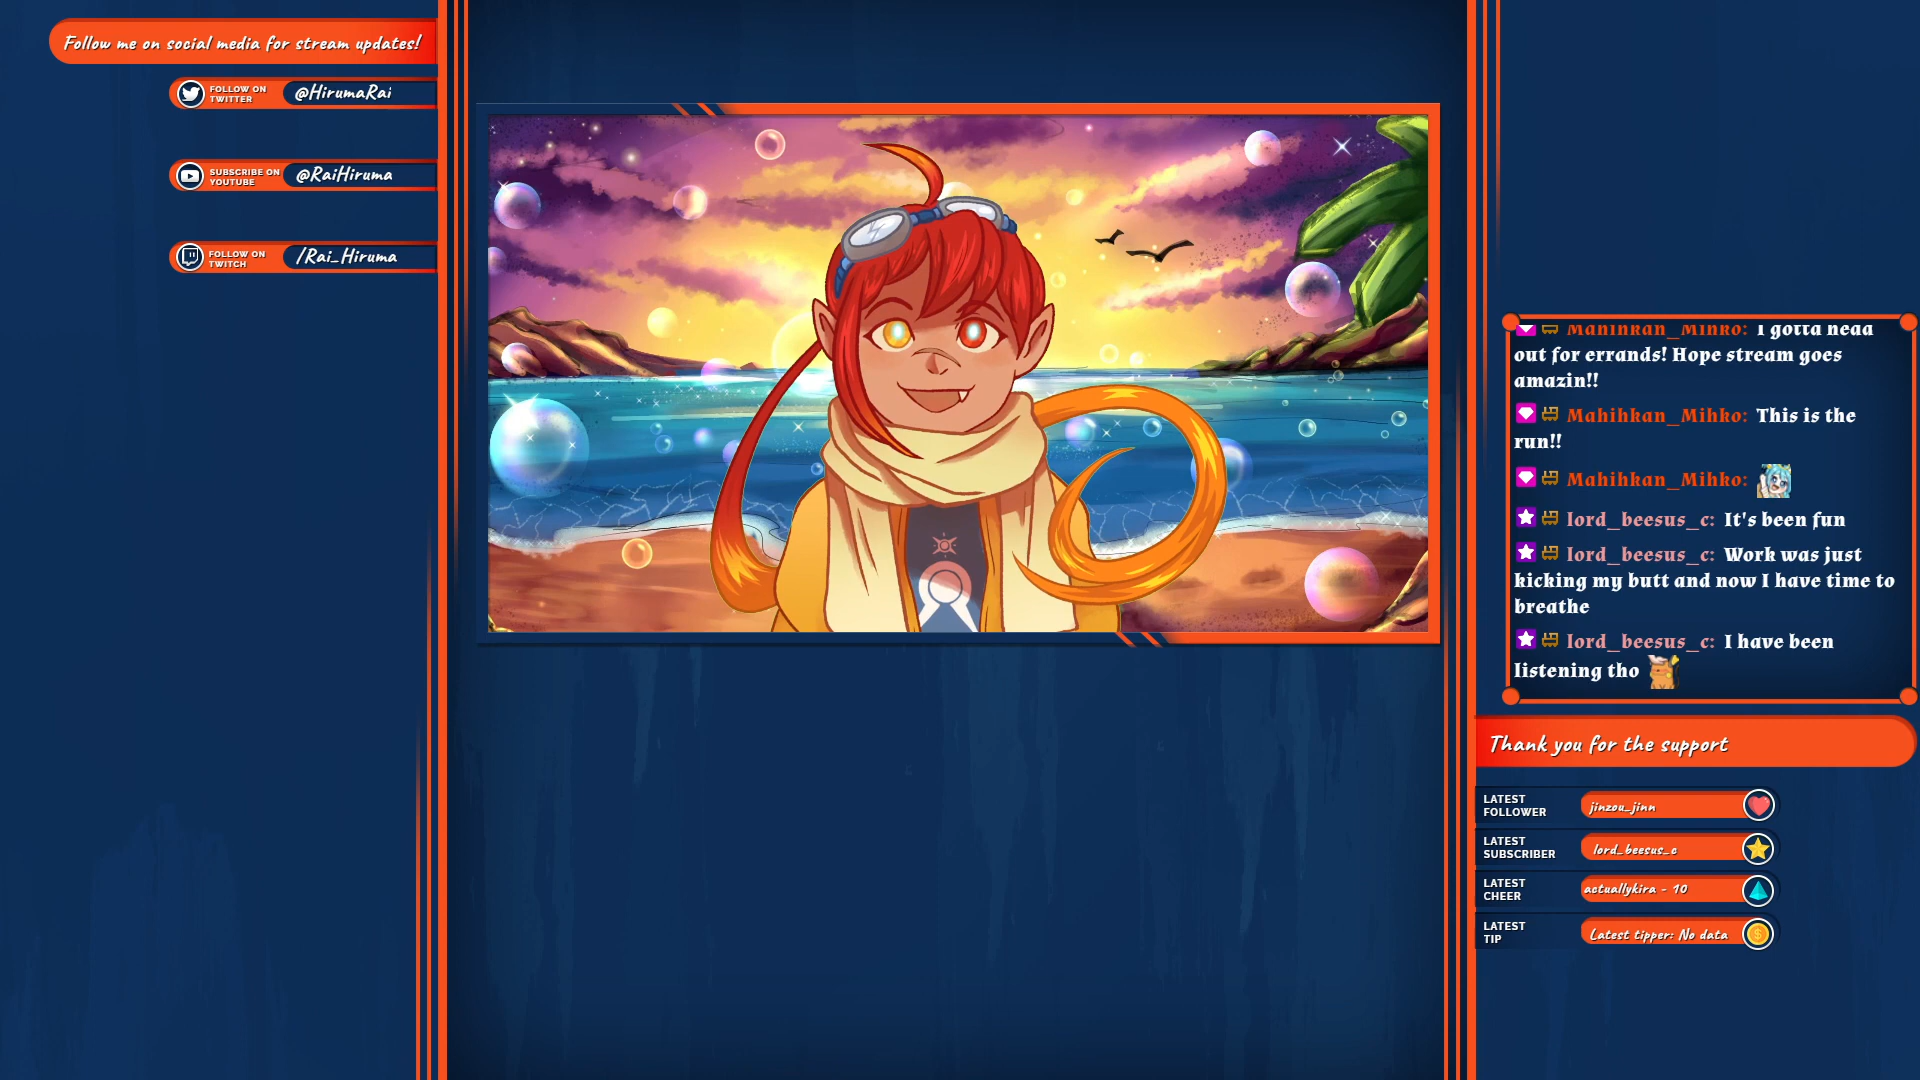 Follow me on social media for stream updates!
FOLLOW ON
TWITTER
@HirumaRai
SUBSCRIBE ON
YOUTUBE
@RaiHiruma
FOLLOW ON
TWITCH
/Rai_Hiruma
Mahihkan_Mihko: I gotta head
out for errands! Hope stream goes
amazin!!
Mahihkan_Mihko: This is the
run!!
Mahihkan_Mihko:
lord_beesus_c: It's been fun
lord_beesus_c: Work was just
kicking my butt and now I have time to
breathe
lord_beesus_c: I have been
listening tho
Thank you for the support
LATEST
FOLLOWER
jinzou_jinn
LATEST
SUBSCRIBER
lord_beesus_c
LATEST
CHEER
actuallykira - 10
LATEST
TIP
Latest tipper: No data